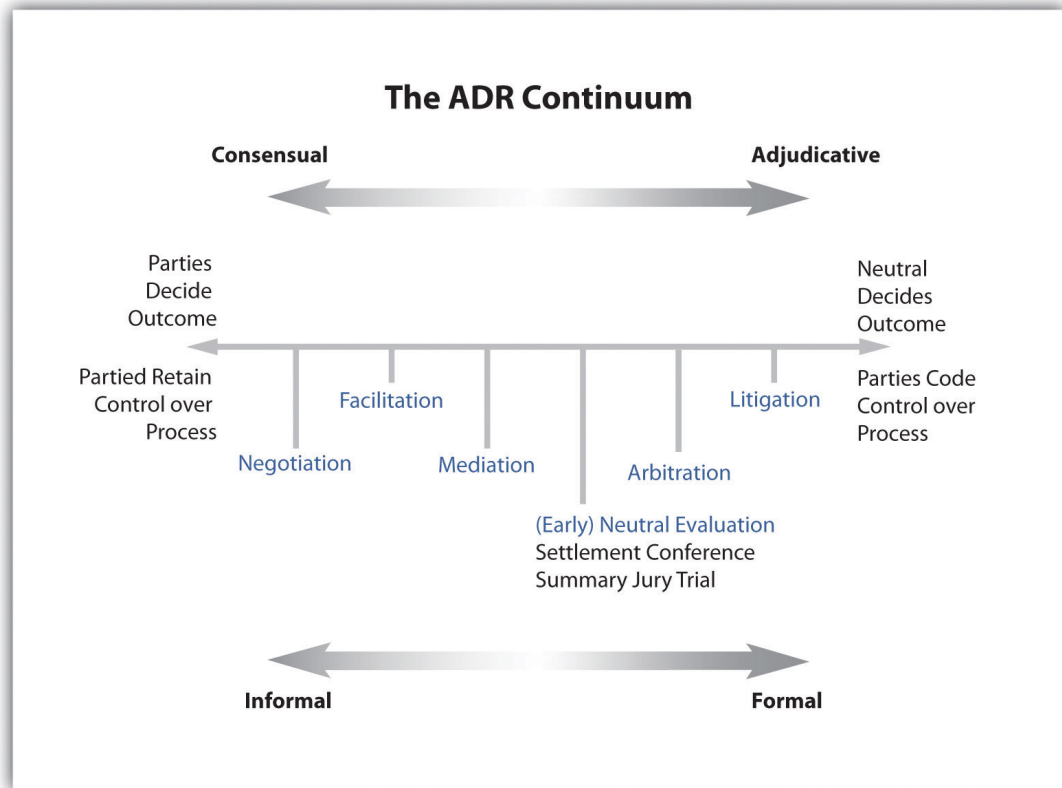 The ADR Continuum
Consensual
Adjudicative
Parties
Decide
Outcome
Neutral
Decides
Outcome
Partied Retain
Control over
Process
Parties Code
Control over
Process
Facilitation
Litigation
Negotiation
Mediation
Arbitration
(Early) Neutral Evaluation
Settlement Conference
Summary Jury Trial
Informal
Formal